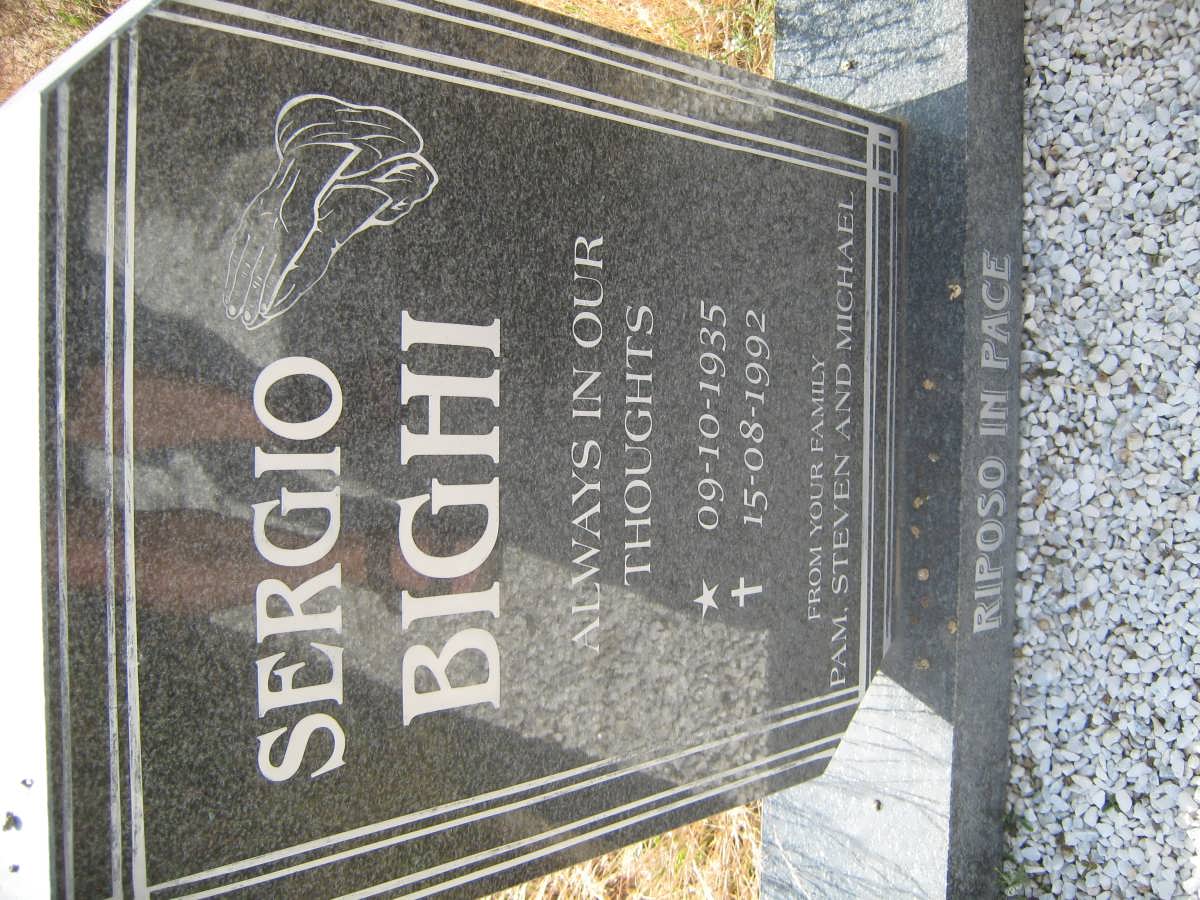 SERGIO
BIGHI
ALWAYS IN OUR
THOUGHTS
★ 09-10-1935
✝ 15-08-1992
FROM YOUR FAMILY
PAM, STEVEN AND MICHAEL
RIPOSO IN PACE